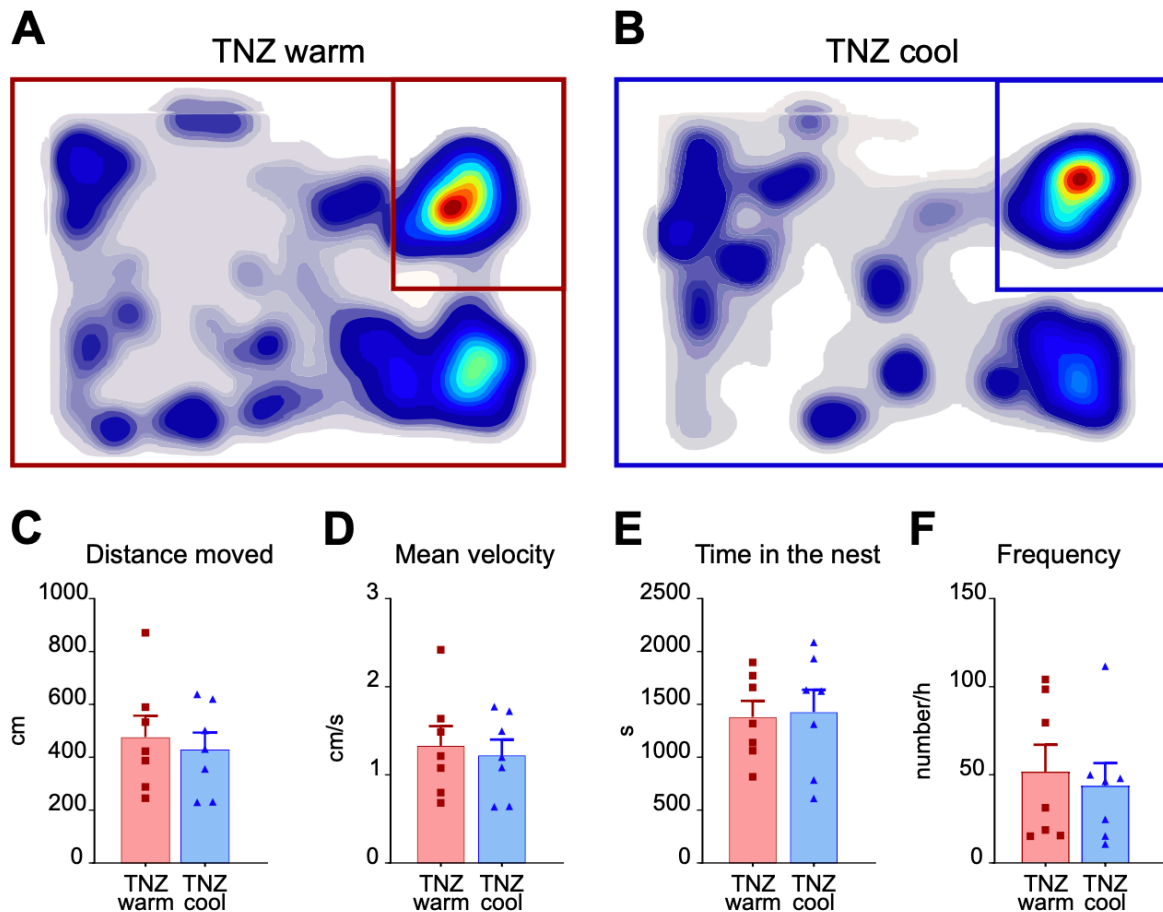 A
TNZ warm
B
TNZ cool
C
Distance moved
1000
800
600
400
200
0
cm
TNZ warm
TNZ cool
D
Mean velocity
3
2
1
0
cm/s
TNZ warm
TNZ cool
E
Time in the nest
2500
2000
1500
1000
500
0
s
TNZ warm
TNZ cool
F
Frequency
150
100
50
0
number/h
TNZ warm
TNZ cool